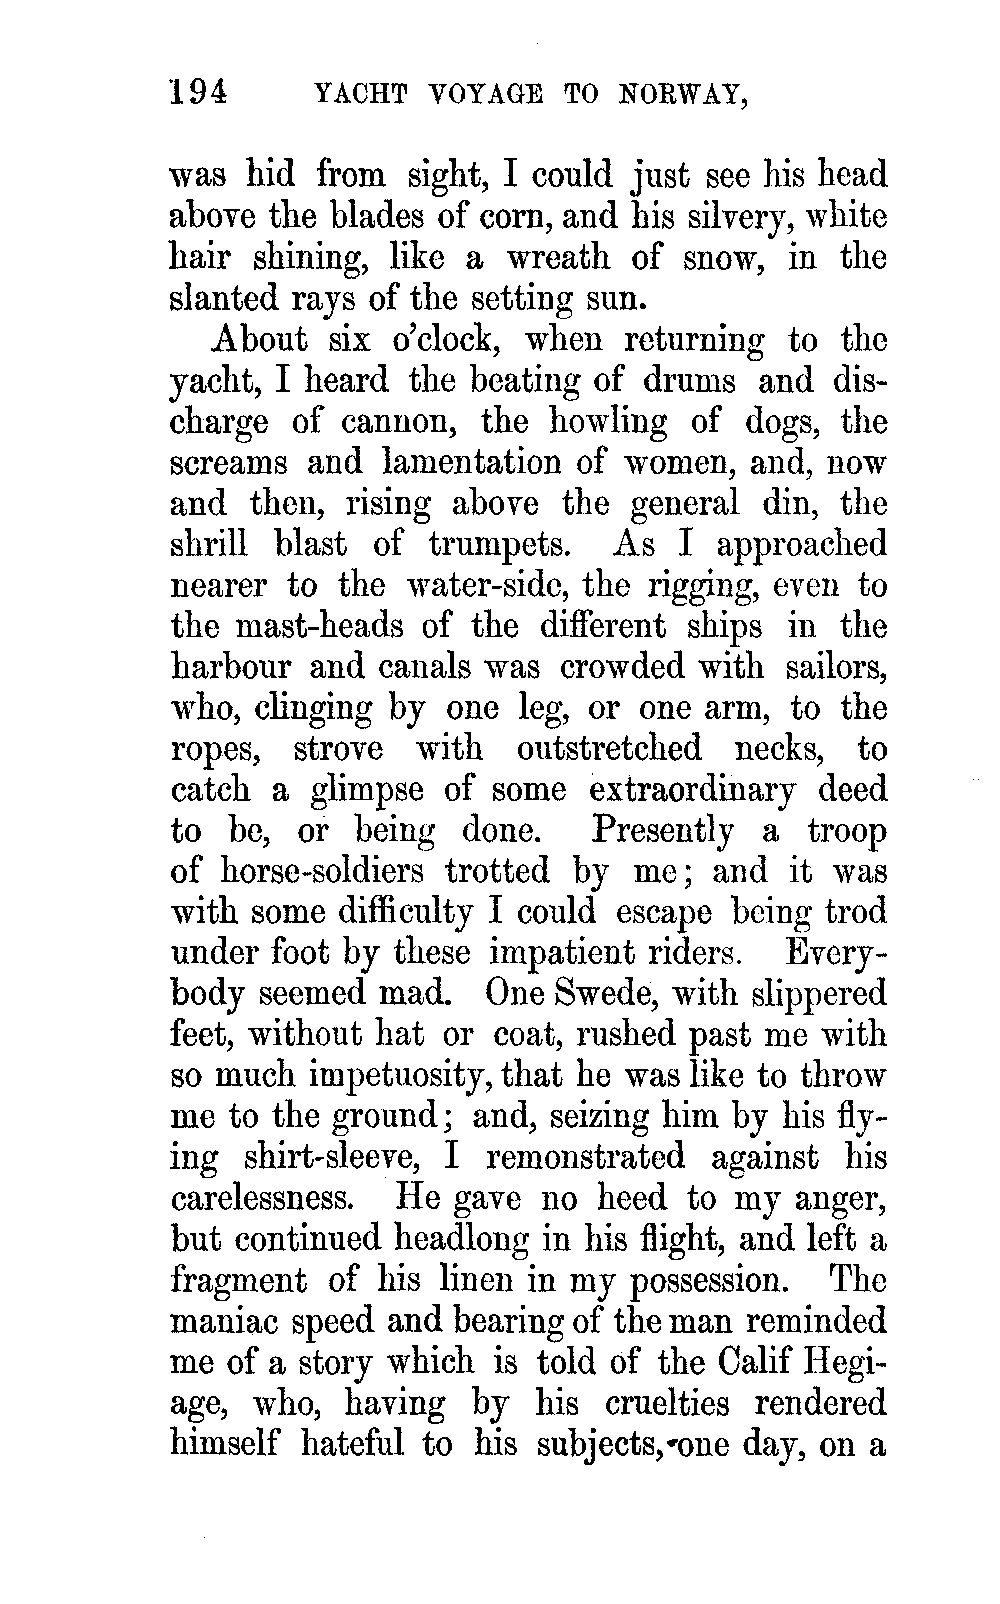 194 YACHT VOYAGE TO NORWAY,
was hid from sight, I could just see his head
above the blades of corn, and his silvery, white
hair shining, like a wreath of snow, in the
slanted rays of the setting sun.
About six o'clock, when returning to the
yacht, I heard the beating of drums and dis-
charge of cannon, the howling of dogs, the
screams and lamentation of women, and, now
and then, rising above the general din, the
shrill blast of trumpets. As I approached
nearer to the water-side, the rigging, even to
the mast-heads of the different ships in the
harbour and canals was crowded with sailors,
who, clinging by one leg, or one arm, to the
ropes, strove with outstretched necks, to
catch a glimpse of some extraordinary deed
to be, or being done. Presently a troop
of horse-soldiers trotted by me; and it was
with some difficulty I could escape being trod
under foot by these impatient riders. Every-
body seemed mad. One Swede, with slippered
feet, without hat or coat, rushed past me with
so much impetuosity, that he was like to throw
me to the ground; and, seizing him by his fly-
ing shirt-sleeve, I remonstrated against his
carelessness. He gave no heed to my anger,
but continued headlong in his flight, and left a
fragment of his linen in my possession. The
maniac speed and bearing of the man reminded
me of a story which is told of the Calif Hegi-
age, who, having by his cruelties rendered
himself hateful to his subjects, one day, on a